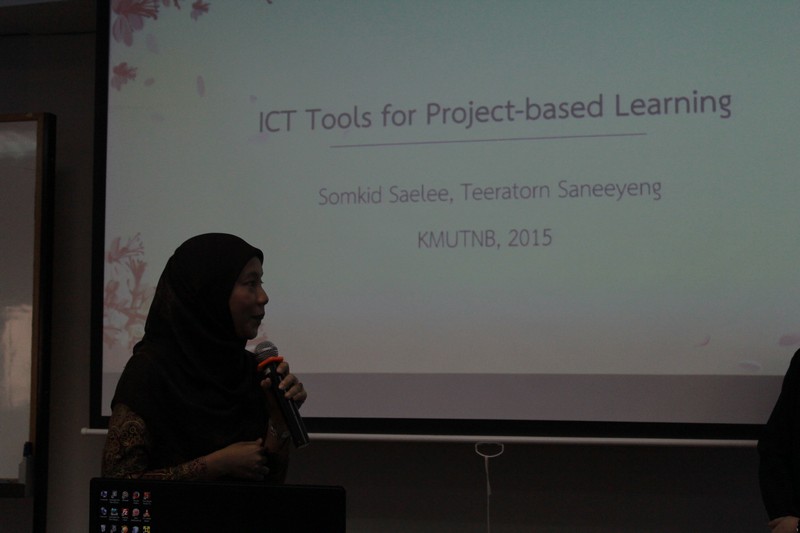 ICT Tools for Project-based Learning
Somkid Saelee, Teeratorn Saneeyeng
KMUTNB, 2015